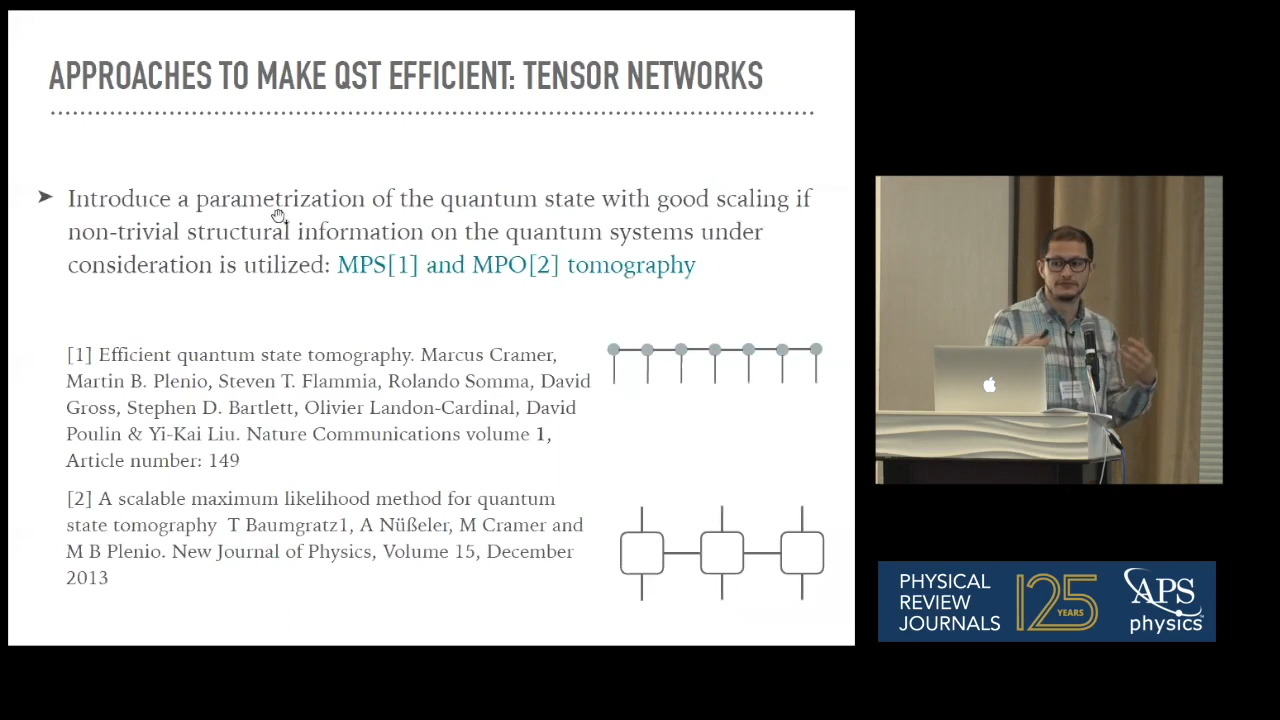 APPROACHES TO MAKE QST EFFICIENT: TENSOR NETWORKS
➤ Introduce a parametrization of the quantum state with good scaling if
non-trivial structural information on the quantum systems under
consideration is utilized: MPS[1] and MPO[2] tomography
[1] Efficient quantum state tomography. Marcus Cramer,
Martin B. Plenio, Steven T. Flammia, Rolando Somma, David
Gross, Stephen D. Bartlett, Olivier Landon-Cardinal, David
Poulin & Yi-Kai Liu. Nature Communications volume 1,
Article number: 149
[2] A scalable maximum likelihood method for quantum
state tomography T Baumgratz1, A Nüßeler, M Cramer and
M B Plenio. New Journal of Physics, Volume 15, December
2013
PHYSICAL
REVIEW
JOURNALS
125
YEARS
APS
physics